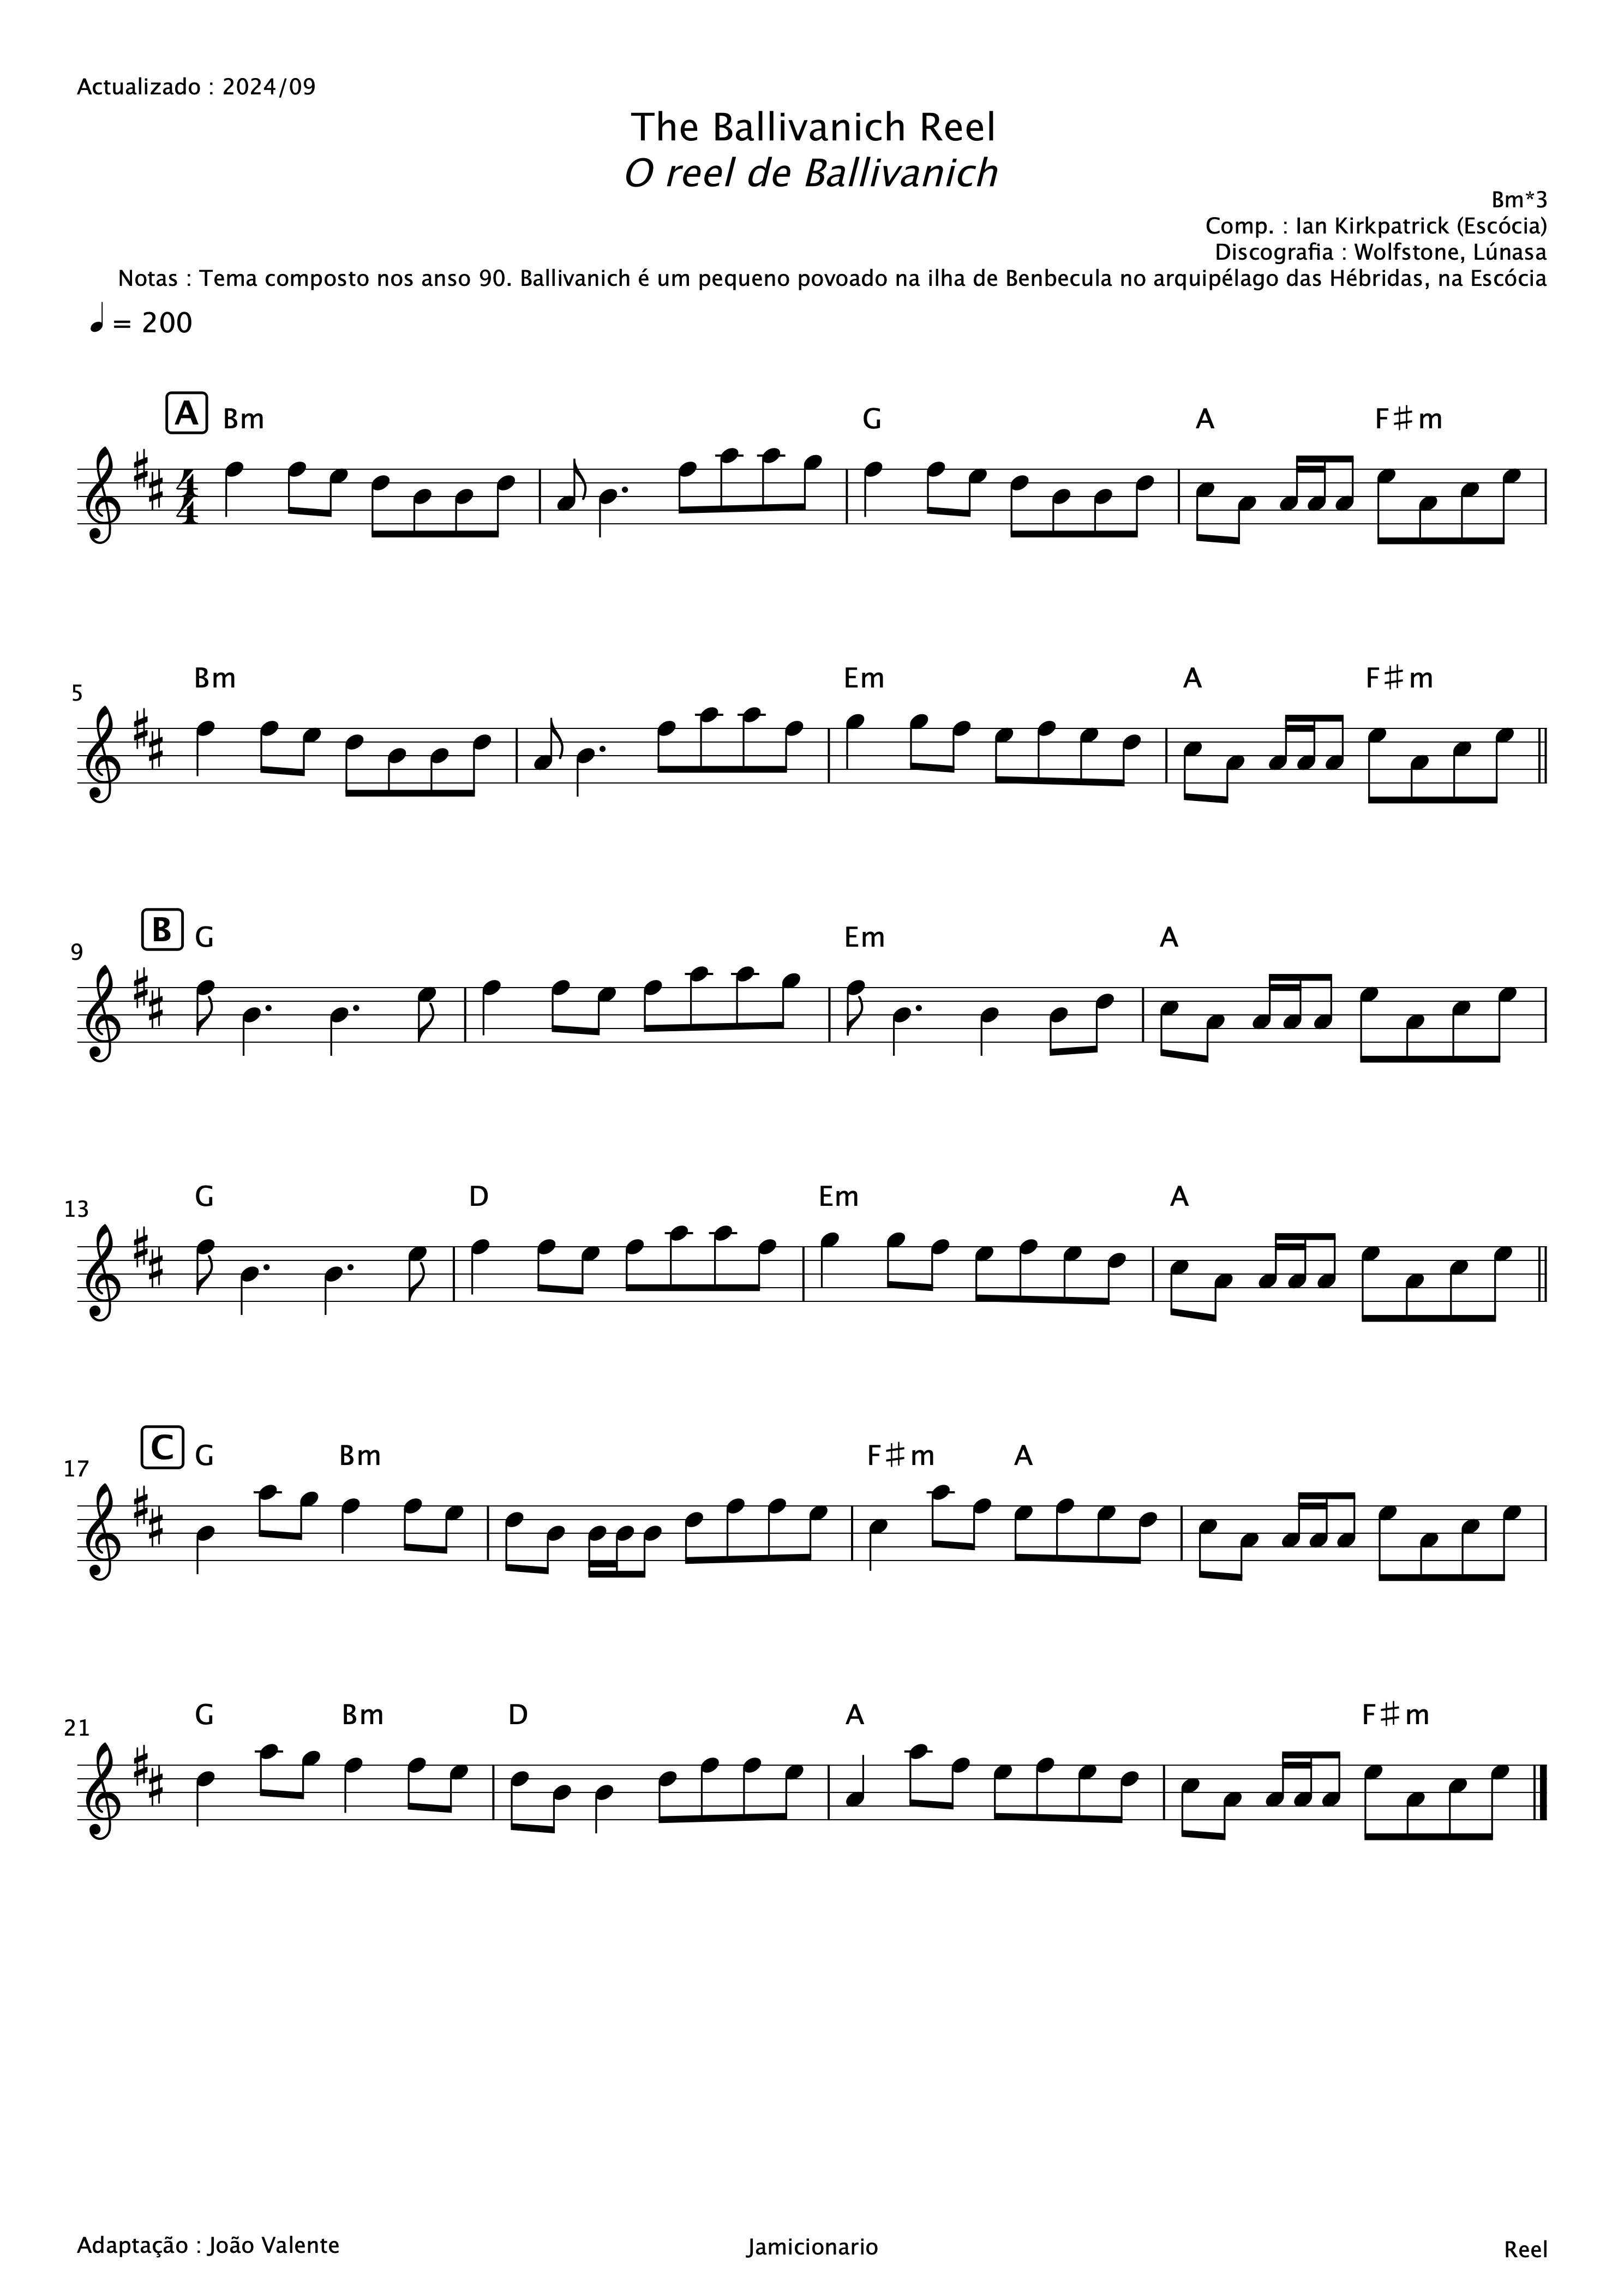 Actualizado : 2024/09
The Ballivanich Reel
O reel de Ballivanich
Bm*3
Comp. : Ian Kirkpatrick (Escócia)
Discografia : Wolfstone, Lúnasa
Notas : Tema composto nos anso 90. Ballivanich é um pequeno povoado na ilha de Benbecula no arquipélago das Hébridas, na Escócia
♩ = 200
A Bm G A F♯m
4
4
5 Bm Em A F♯m
9 B G Em A
13 G D Em A
17 C G Bm F♯m A
21 G Bm D A F♯m
Adaptação : João Valente Jamicionario Reel